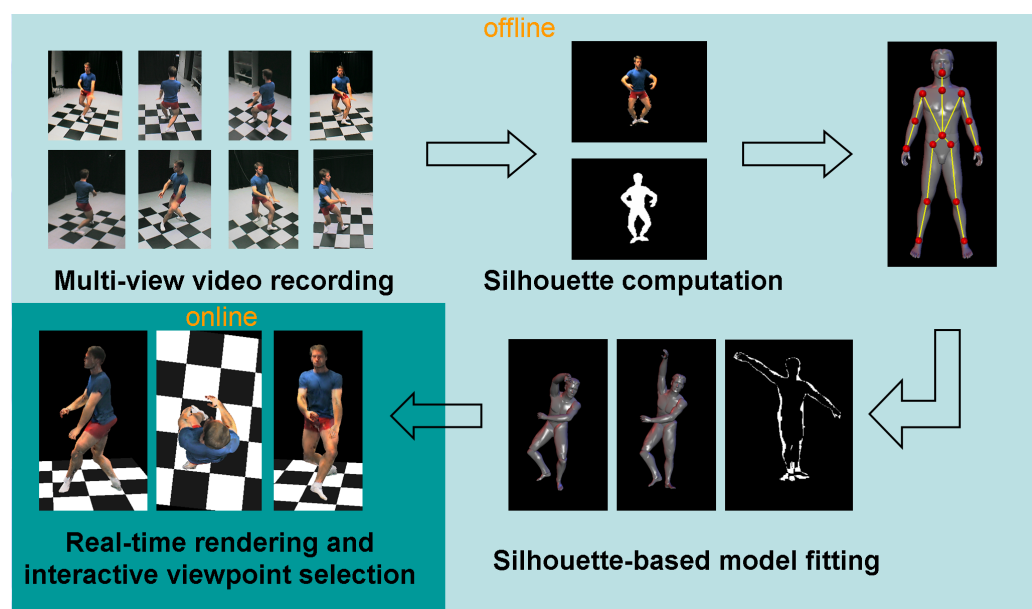 offline
Multi-view video recording
Silhouette computation
online
Real-time rendering and
interactive viewpoint selection
Silhouette-based model fitting